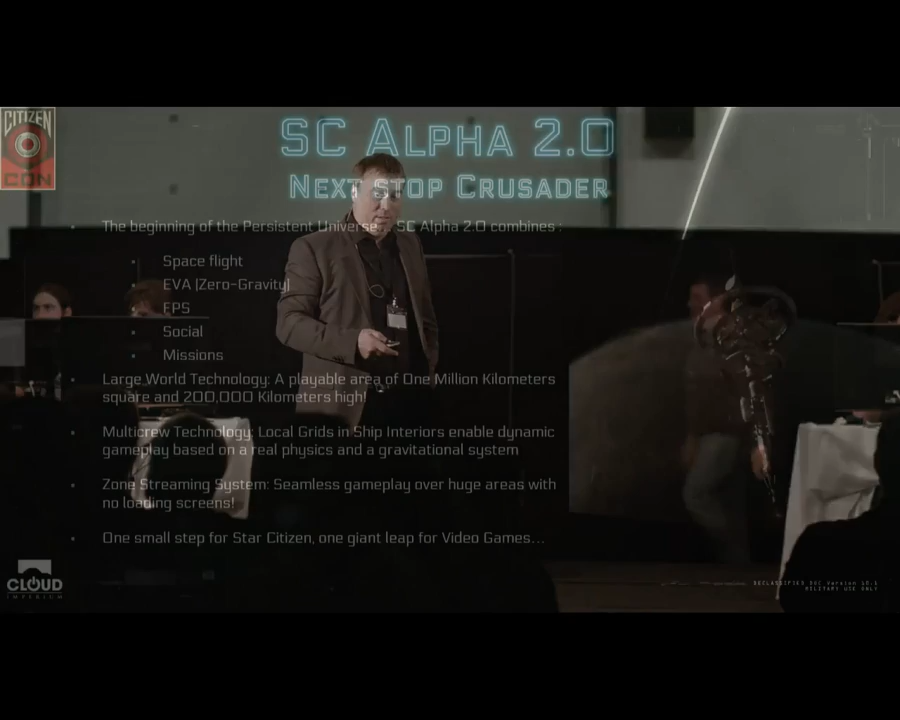 CITIZEN
CON
SC ALPHA 2.0
NEXT STOP CRUSADER
The beginning of the Persistent Universe. SC Alpha 2.0 combines :
Space flight
EVA (Zero-Gravity)
FPS
Social
Missions
Large World Technology: A playable area of One Million Kilometers
square and 200,000 Kilometers high!
Multicrew Technology: Local Grids in Ship Interiors enable dynamic
gameplay based on a real physics and a gravitational system
Zone Streaming System: Seamless gameplay over huge areas with
no loading screens!
One small step for Star Citizen, one giant leap for Video Games...
CLOUD
IMPERIUM
MILITARY USE ONLY